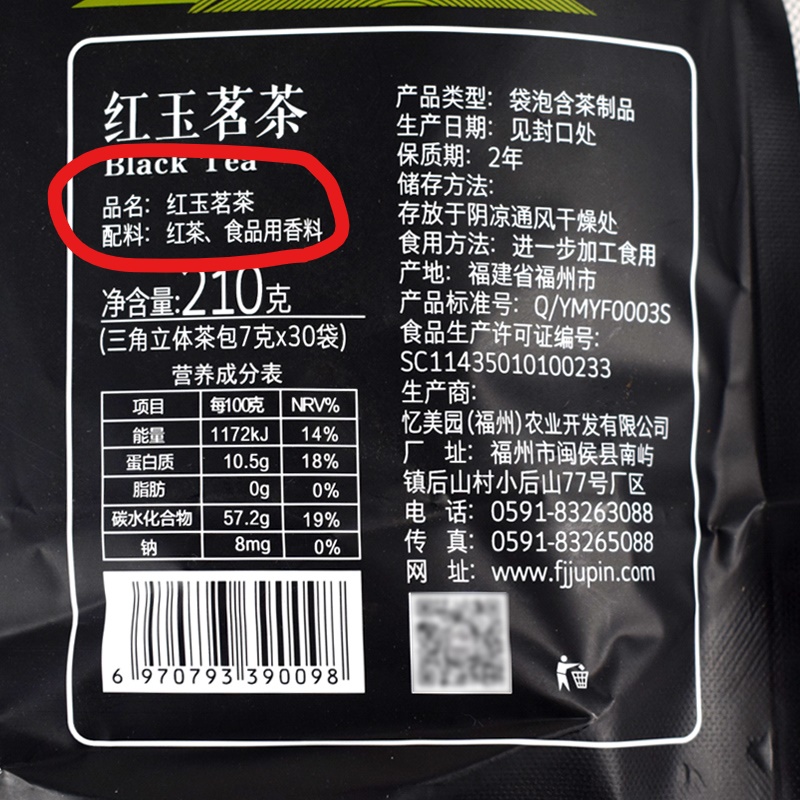 红玉茗茶
Black Tea
品名: 红玉茗茶
配料: 红茶、食品用香料
净含量:210克
(三角立体茶包7克x30袋)
营养成分表
项目 每100克 NRV%
能量 1172kJ 14%
蛋白质 10.5g 18%
脂肪 0g 0%
碳水化合物 57.2g 19%
钠 8mg 0%
6 970793 390098
产品类型: 袋泡含茶制品
生产日期: 见封口处
保质期: 2年
储存方法:
存放于阴凉通风干燥处
食用方法: 进一步加工食用
产地: 福建省福州市
产品标准号: Q/YMYF0003S
食品生产许可证编号:
SC11435010100233
生产商:
忆美园(福州)农业开发有限公司
厂 址: 福州市闽侯县南屿
镇后山村小后山77号厂区
电 话: 0591-83263088
传 真: 0591-83265088
网 址: www.fjjupin.com